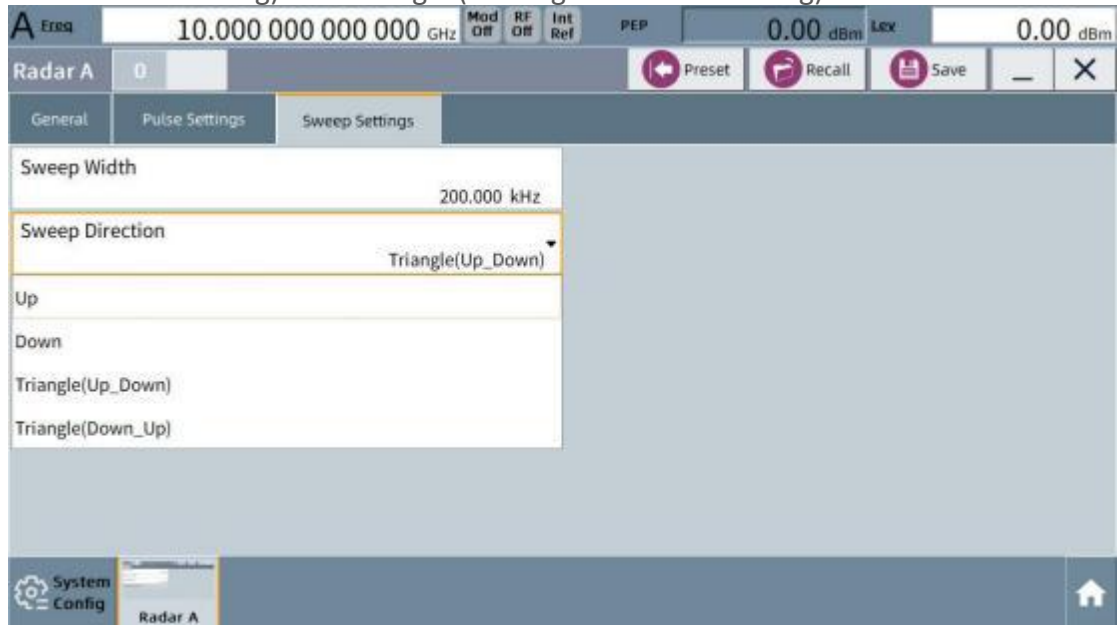 A Freq 10.000 000 000 000 GHz Mod Off RF Off Int Ref PEP 0.00 dBm Lev 0.00 dBm
Radar A 0 Preset Recall Save
General Pulse Settings Sweep Settings
Sweep Width
200.000 kHz
Sweep Direction
Triangle(Up_Down)
Up
Down
Triangle(Up_Down)
Triangle(Down_Up)
System Config
Radar A